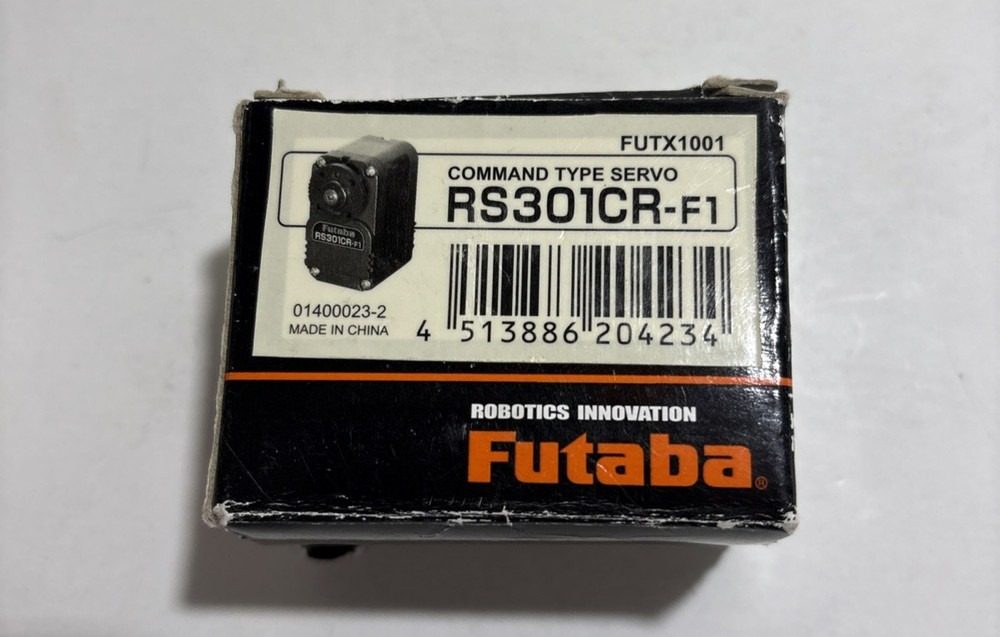 FUTX1001
COMMAND TYPE SERVO
RS301CR-F1
Futaba
RS301CR-F1
01400023-2
MADE IN CHINA
4 513886 204234
ROBOTICS INNOVATION
Futaba®